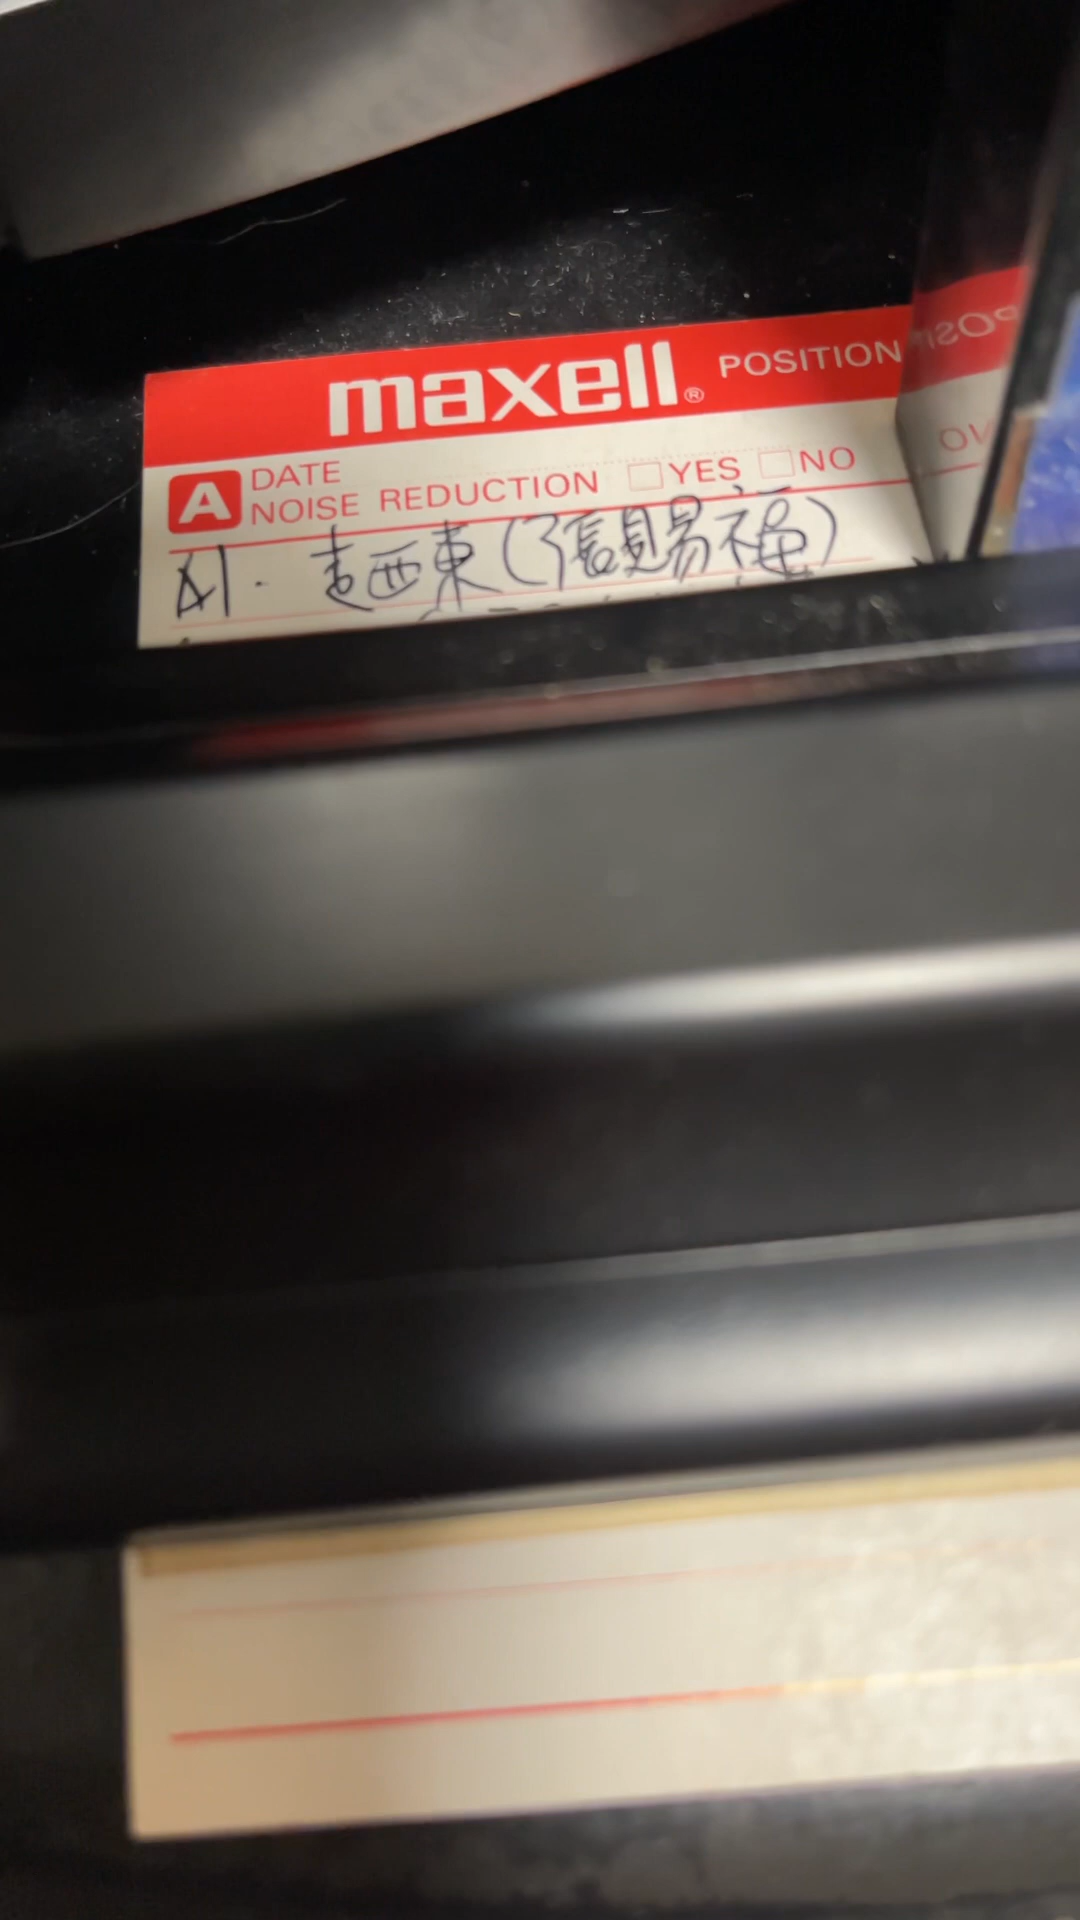 maxell® POSITION
A DATE
NOISE REDUCTION □YES □NO
A1. 走西東(張賜福)